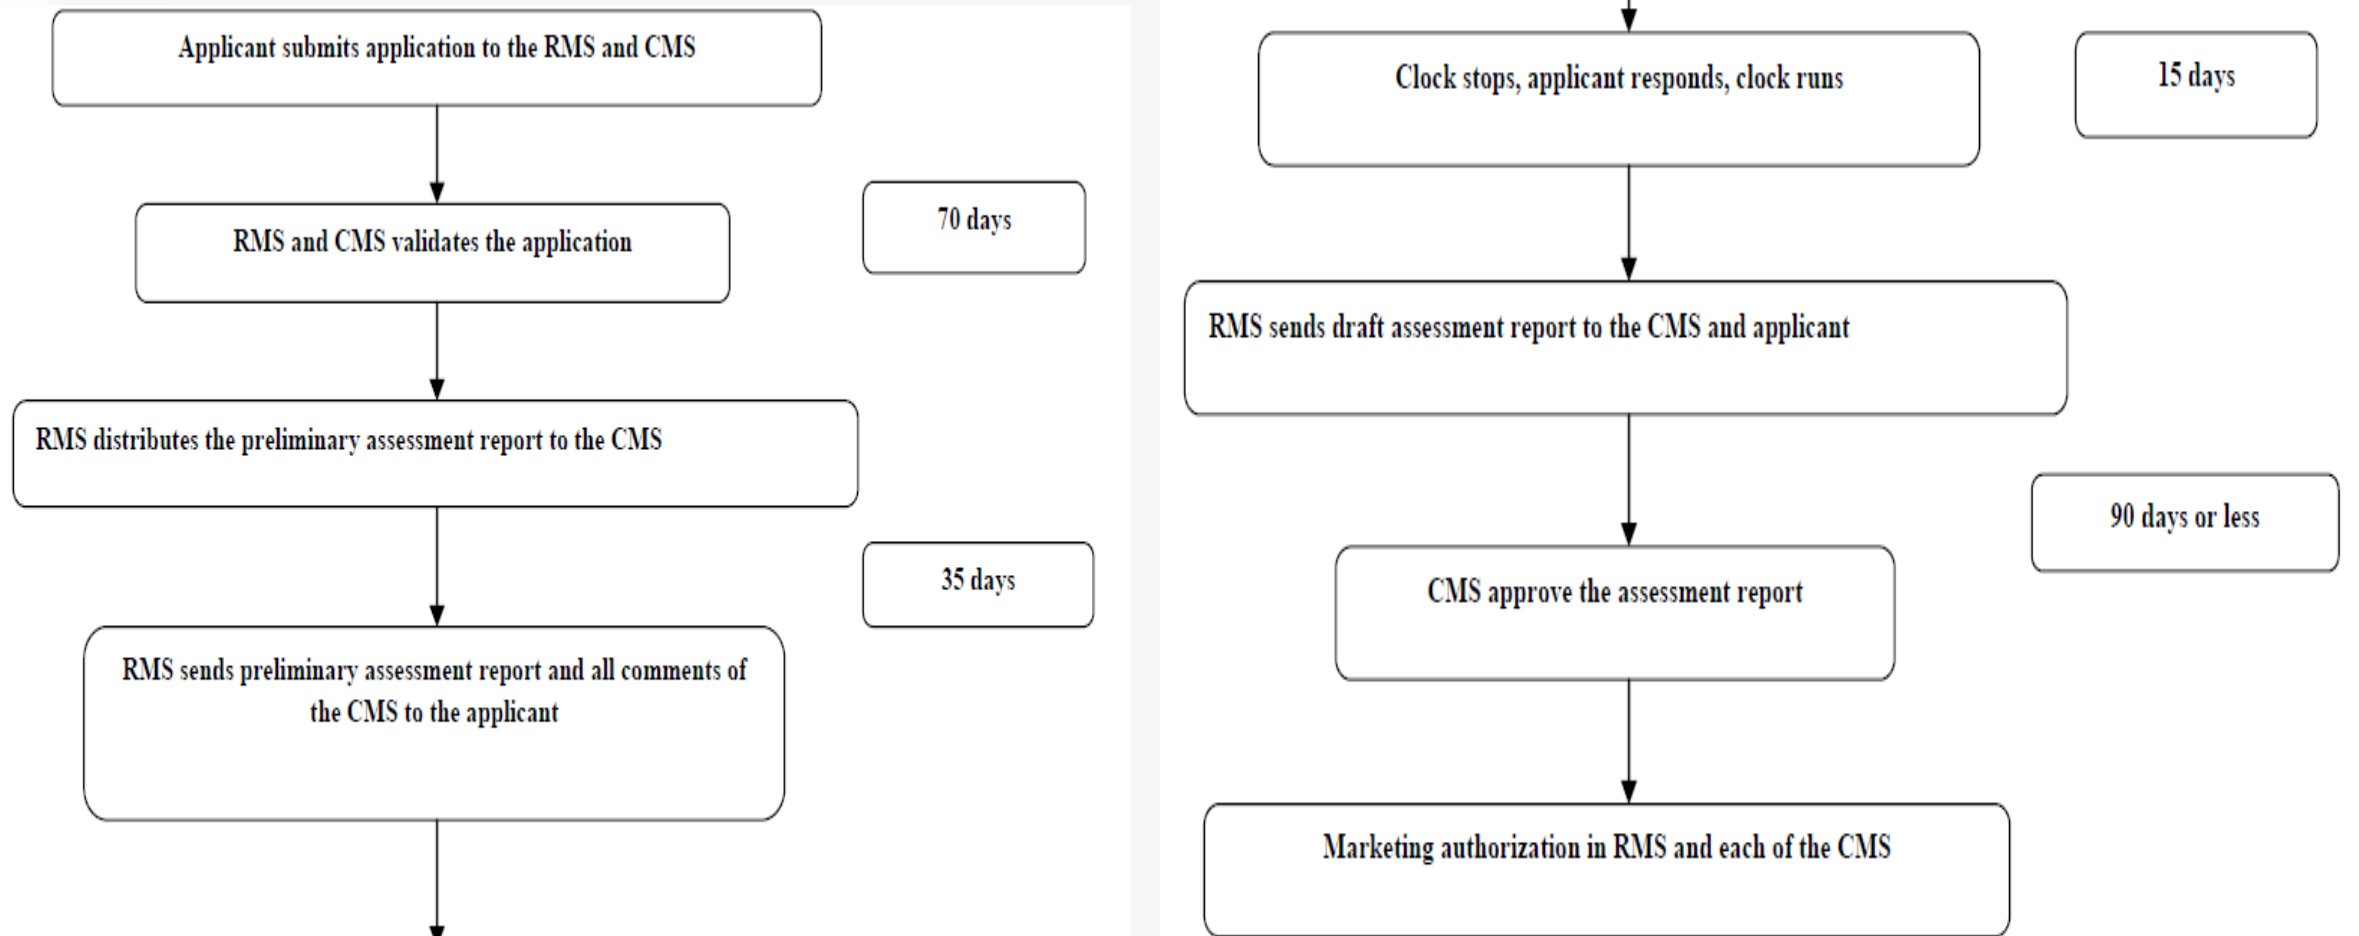 Applicant submits application to the RMS and CMS
RMS and CMS validates the application
70 days
RMS distributes the preliminary assessment report to the CMS
35 days
RMS sends preliminary assessment report and all comments of
the CMS to the applicant
Clock stops, applicant responds, clock runs
15 days
RMS sends draft assessment report to the CMS and applicant
90 days or less
CMS approve the assessment report
Marketing authorization in RMS and each of the CMS